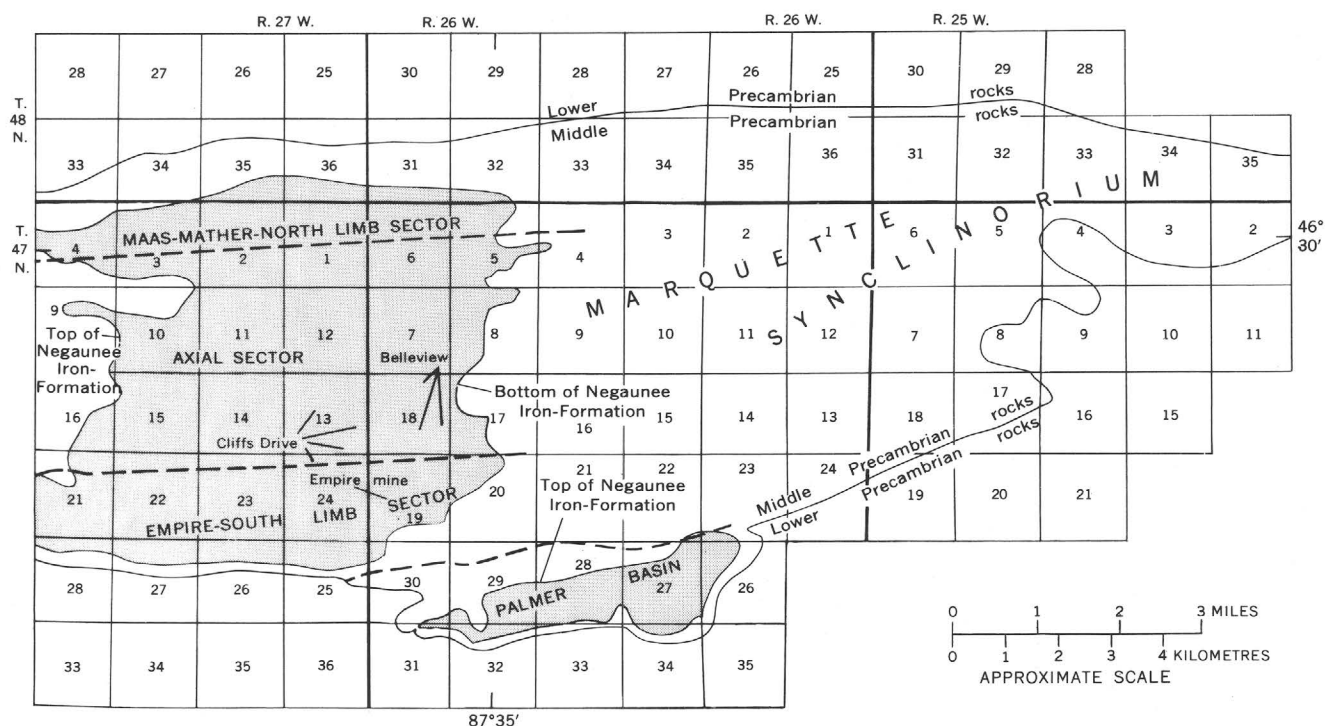 R. 27 W. R. 26 W. R. 26 W. R. 25 W.
28 27 26 25 30 29 28 27 26 25 30 29 28
T. 48 N.
Lower Precambrian rocks
Middle Precambrian rocks
33 34 35 36 31 32 33 34 35 36 31 32 33 34 35
T. 47 N.
MAAS-MATHER-NORTH LIMB SECTOR
4 3 2 1 6 5 4 3 2 1 6 5 4 3 2
46° 30′
MARQUETTE
SYNCLINORIUM
9 10 11 12 7 8 9 10 11 12 7 8 9 10 11
Top of
Negaunee
Iron-
Formation
AXIAL SECTOR
Belleview
Bottom of Negaunee
Iron-Formation
16 15 14 13 18 17 16 15 14 13 18 17 16 15
Cliffs Drive
Middle Precambrian rocks
Lower Precambrian rocks
Empire mine
21 22 23 24 19 20 21 22 23 24 19 20 21
EMPIRE-SOUTH LIMB SECTOR
Top of Negaunee
Iron-Formation
28 27 26 25 30 29 28 27 26
PALMER BASIN
33 34 35 36 31 32 33 34 35
87°35′
0 1 2 3 MILES
0 1 2 3 4 KILOMETRES
APPROXIMATE SCALE